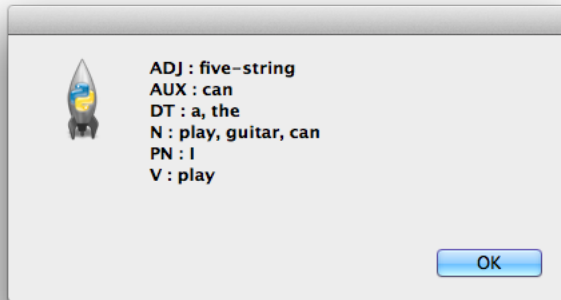 ADJ : five-string
AUX : can
DT : a, the
N : play, guitar, can
PN : I
V : play
OK